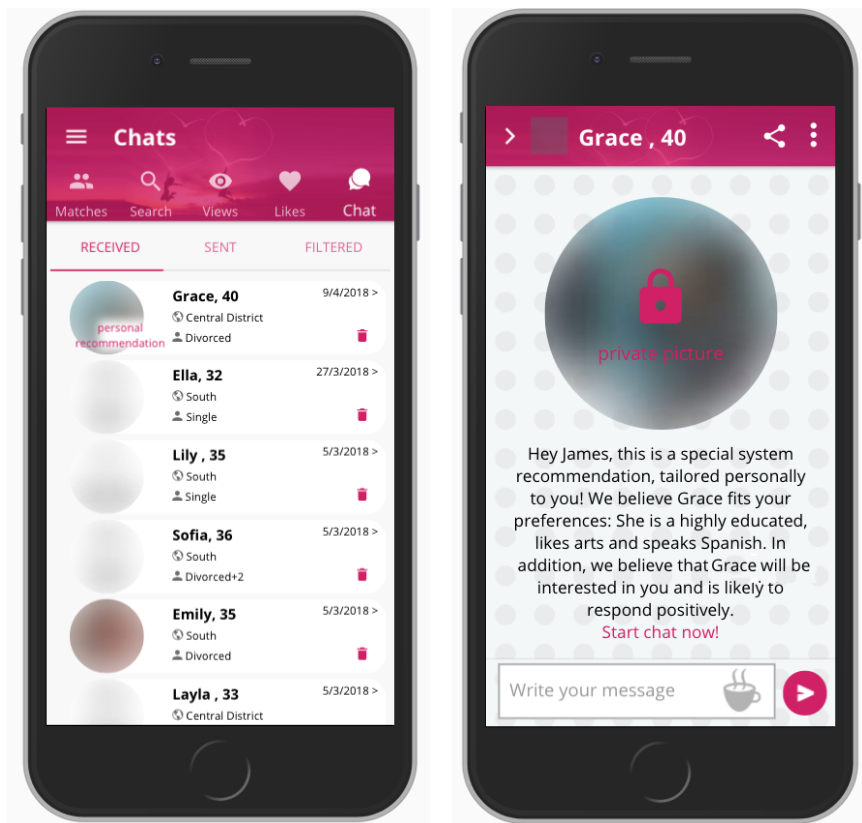 Chats
Matches Search Views Likes Chat
RECEIVED SENT FILTERED
Grace, 40 9/4/2018 >
Central District
Divorced
personal
recommendation
Ella, 32 27/3/2018 >
South
Single
Lily , 35 5/3/2018 >
South
Single
Sofia, 36 5/3/2018 >
South
Divorced+2
Emily, 35 5/3/2018 >
South
Divorced
Layla , 33 5/3/2018 >
Central District
Grace , 40
private picture
Hey James, this is a special system
recommendation, tailored personally
to you! We believe Grace fits your
preferences: She is a highly educated,
likes arts and speaks Spanish. In
addition, we believe that Grace will be
interested in you and is likely to
respond positively.
Start chat now!
Write your message